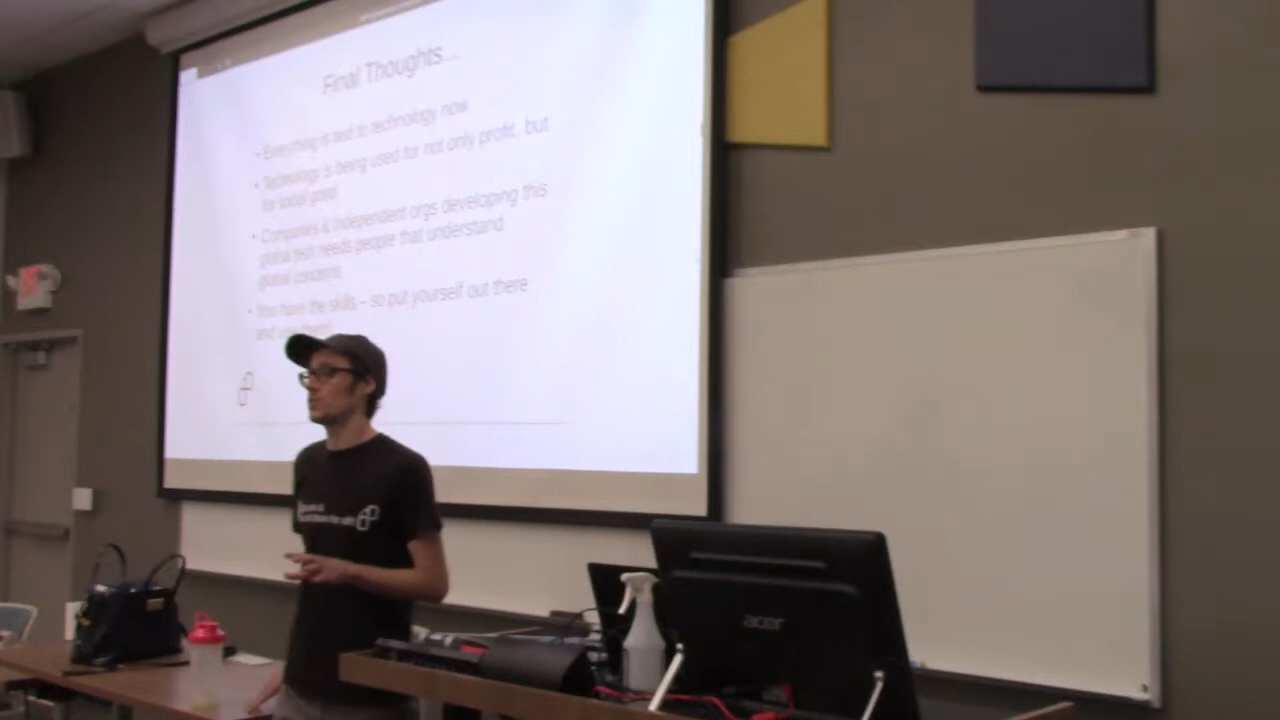 Final Thoughts...
• Everything is tied to technology now
• Technology is being used for not only profit, but
for social good
• Companies & Independent orgs developing this
global tech needs people that understand
global concerns
• You have the skills – so put yourself out there
and
acer